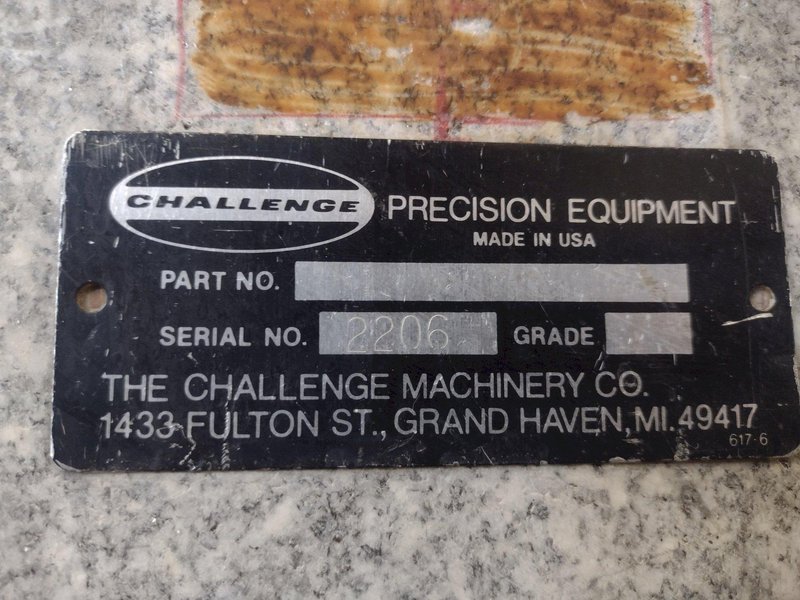 CHALLENGE PRECISION EQUIPMENT
MADE IN USA
PART NO.
SERIAL NO. 2206 GRADE
THE CHALLENGE MACHINERY CO.
1433 FULTON ST., GRAND HAVEN, MI. 49417
617-6